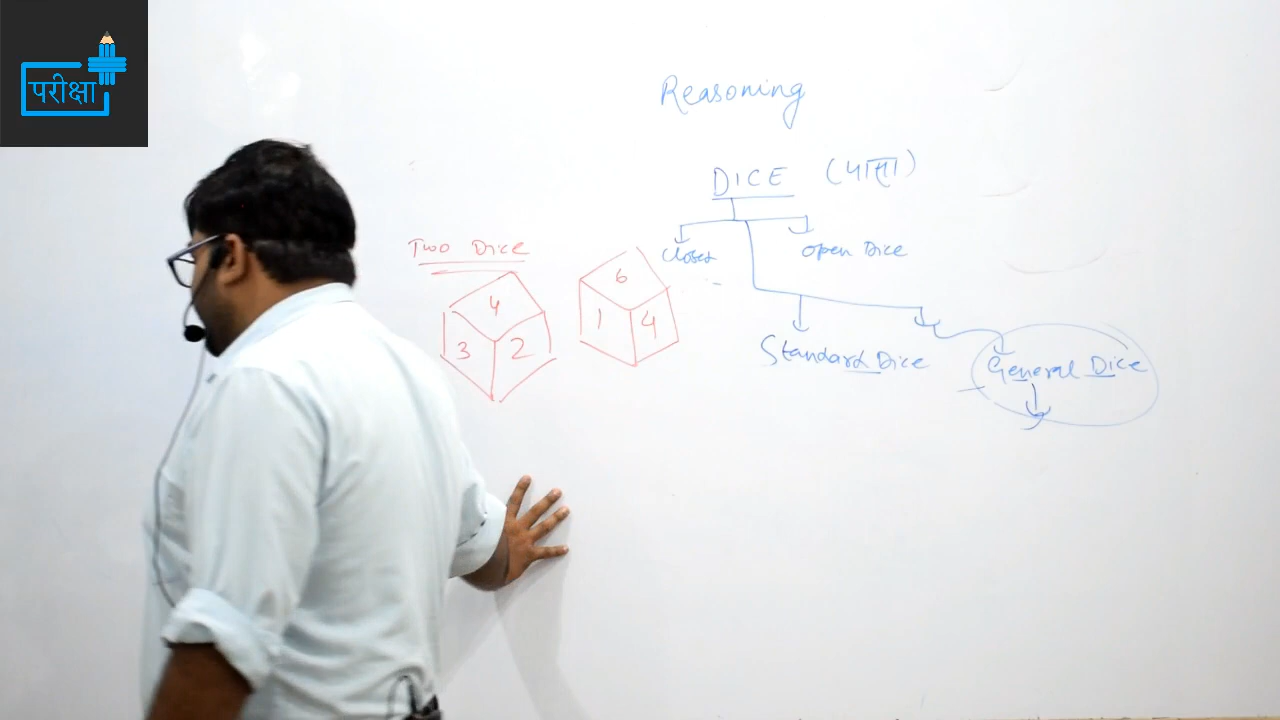 परीक्षा
Reasoning
DICE (पासा)
Closed
Open Dice
Standard Dice
General Dice
Two Dice
4
3 2
6
1 4